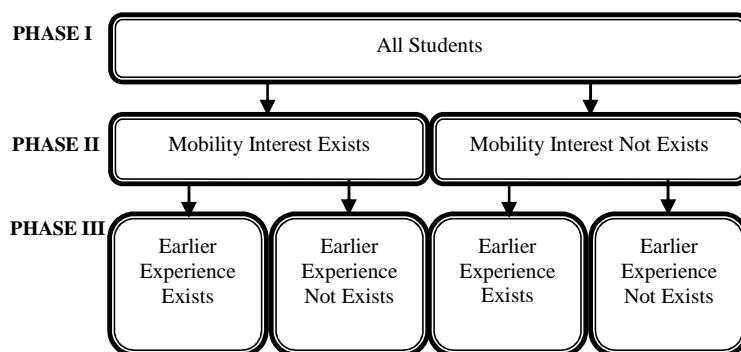 PHASE I
All Students
PHASE II
Mobility Interest Exists
Mobility Interest Not Exists
PHASE III
Earlier
Experience
Exists
Earlier
Experience
Not Exists
Earlier
Experience
Exists
Earlier
Experience
Not Exists